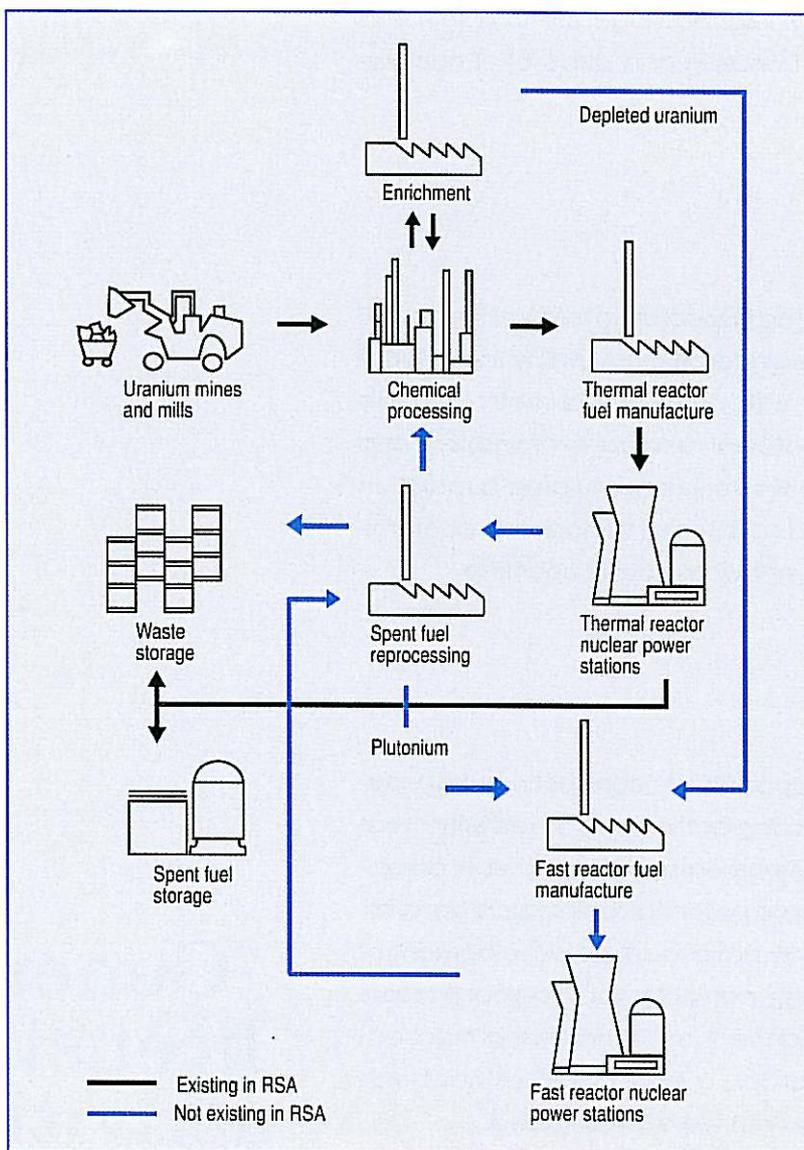 Depleted uranium
Enrichment
Uranium mines
and mills
Chemical
processing
Thermal reactor
fuel manufacture
Waste
storage
Spent fuel
reprocessing
Thermal reactor
nuclear power
stations
Plutonium
Spent fuel
storage
Fast reactor fuel
manufacture
Fast reactor nuclear
power stations
Existing in RSA
Not existing in RSA